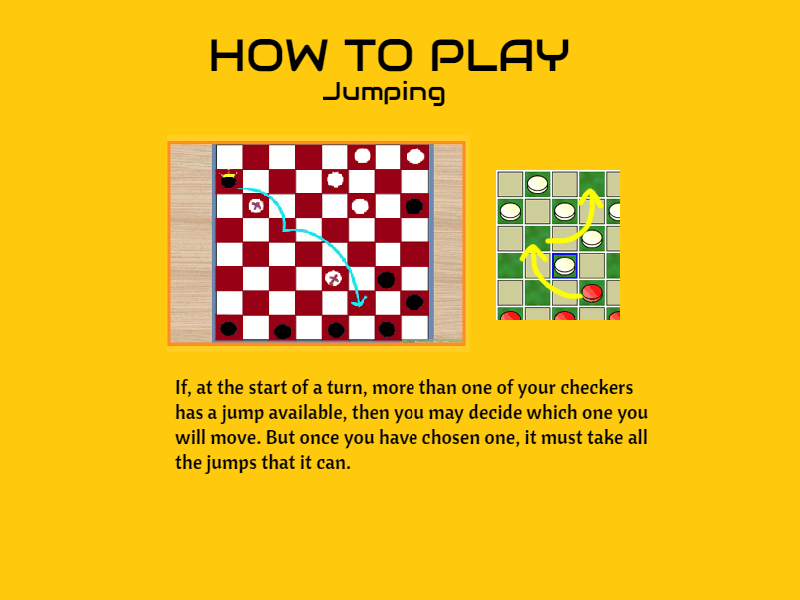 HOW TO PLAY
Jumping
If, at the start of a turn, more than one of your checkers
has a jump available, then you may decide which one you
will move. But once you have chosen one, it must take all
the jumps that it can.